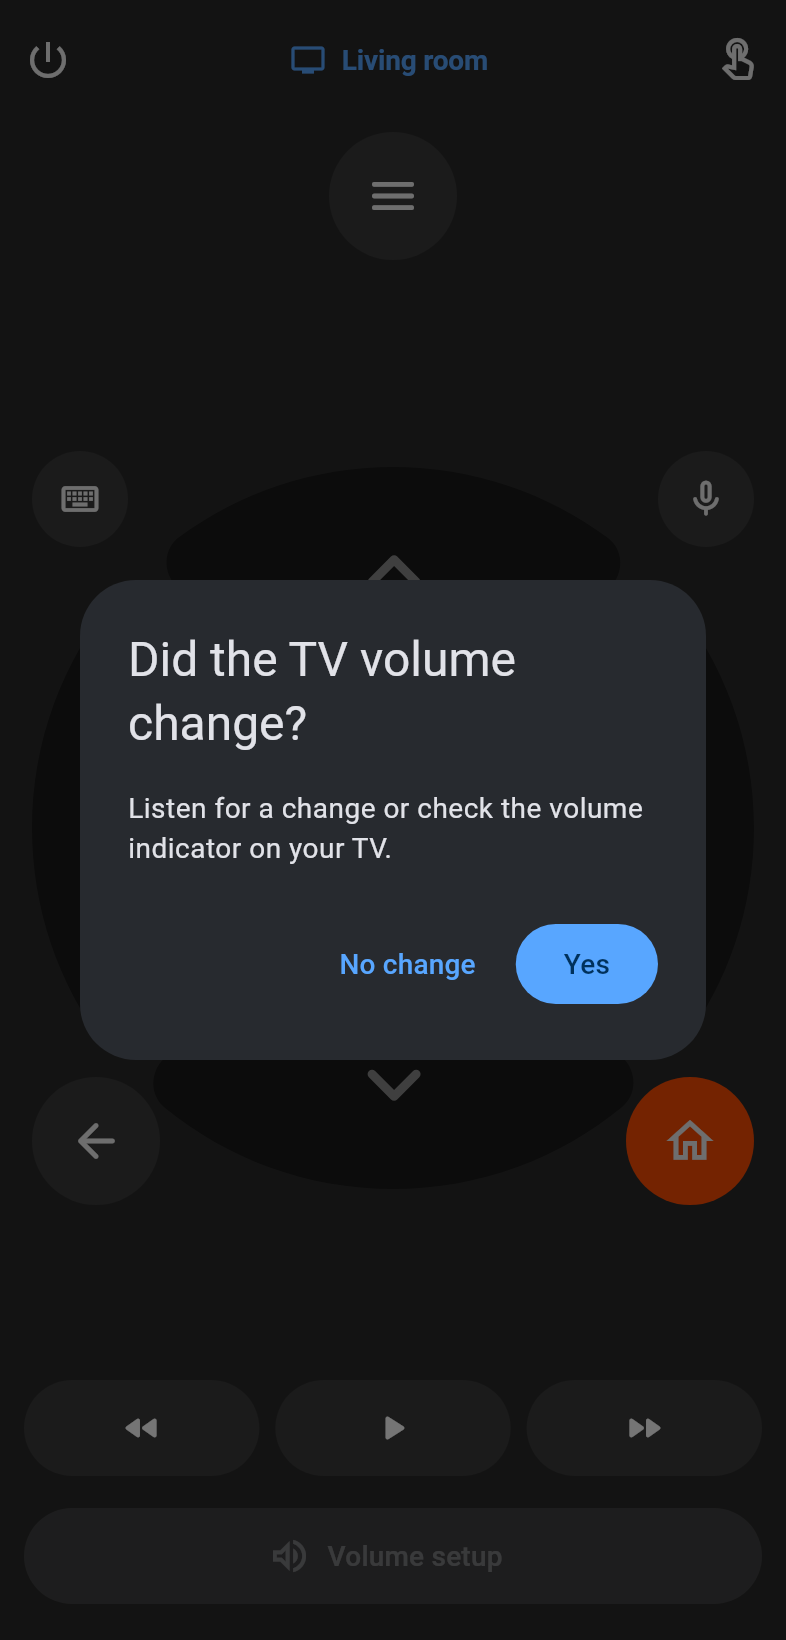 Living room
Did the TV volume
change?
Listen for a change or check the volume
indicator on your TV.
No change
Yes
Volume setup